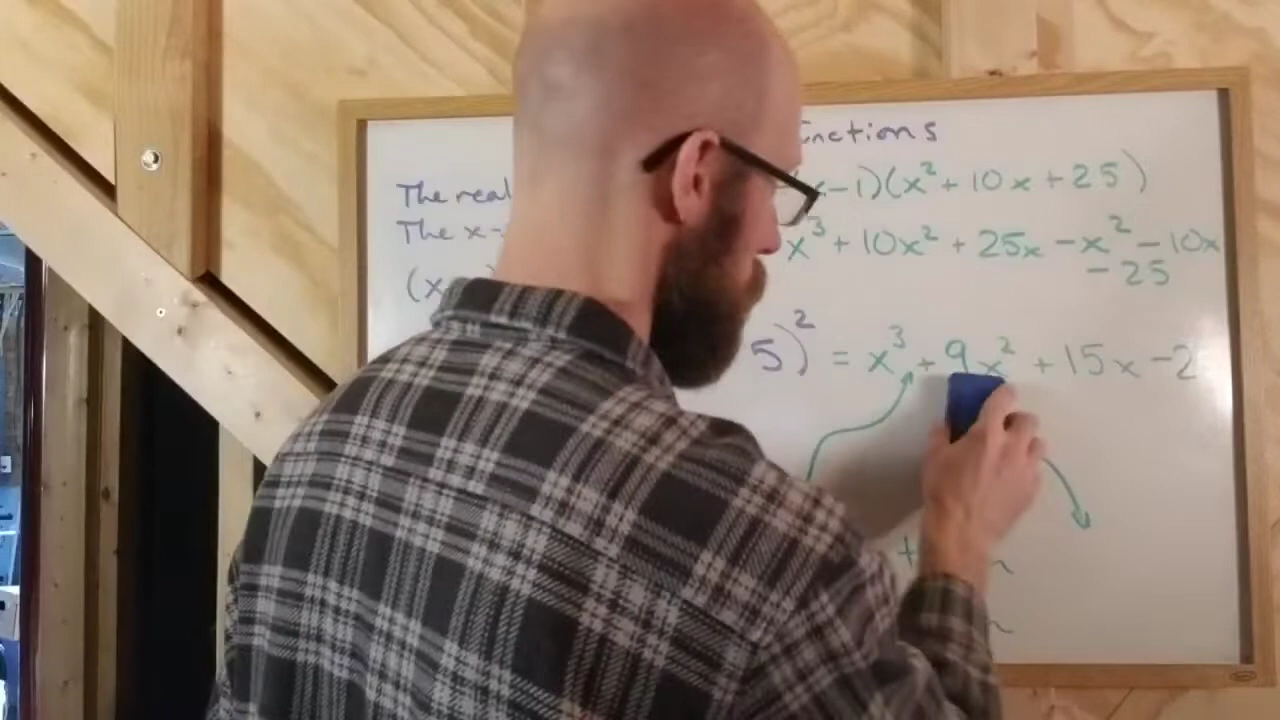 The real
The x-
(x
x-1)(x²+10x+25)
x³+10x²+25x-x²-10x
-25
5)² = x³+9x²+15x-2
+